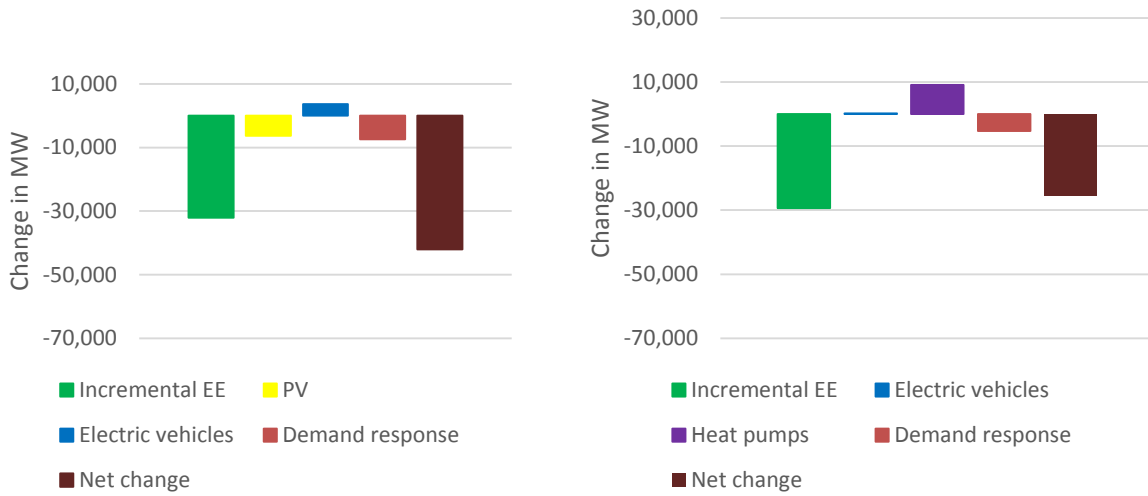 10,000
-10,000
-30,000
-50,000
-70,000
Change in MW
Incremental EE PV
Electric vehicles Demand response
Net change
30,000
10,000
-10,000
-30,000
-50,000
-70,000
Change in MW
Incremental EE Electric vehicles
Heat pumps Demand response
Net change